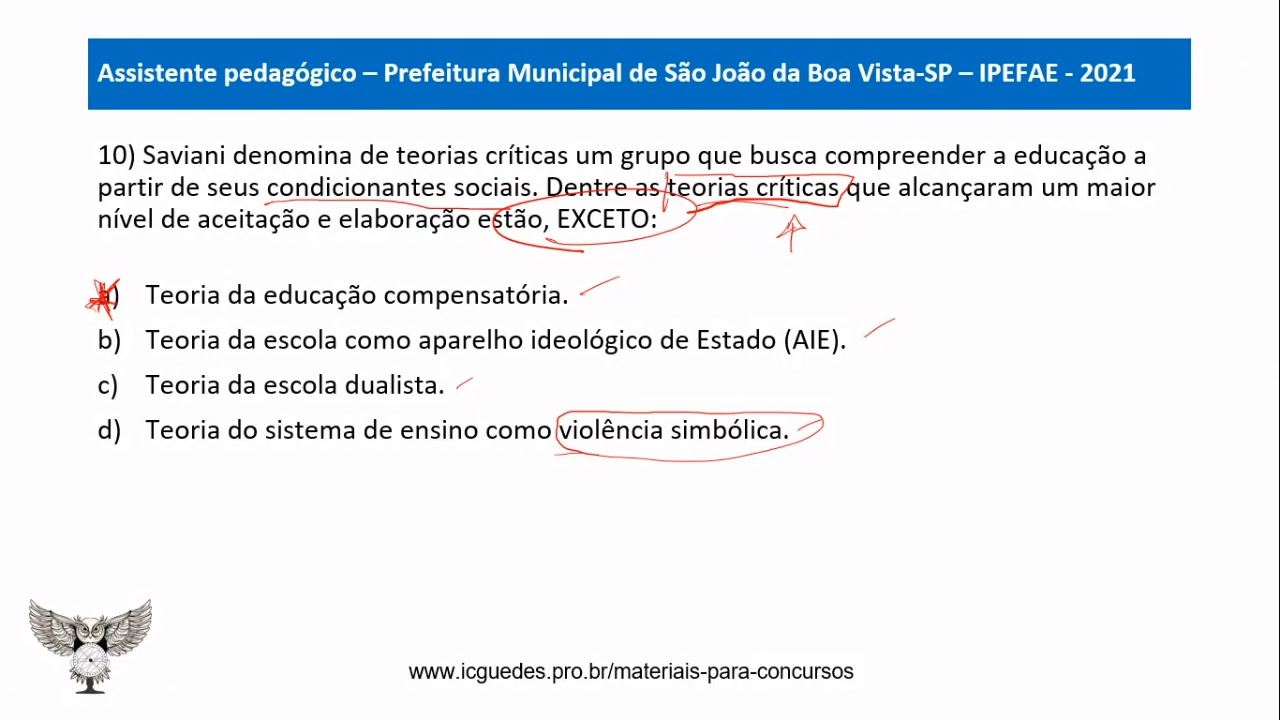 Assistente pedagógico – Prefeitura Municipal de São João da Boa Vista-SP – IPEFAE - 2021
10) Saviani denomina de teorias críticas um grupo que busca compreender a educação a
partir de seus condicionantes sociais. Dentre as teorias críticas que alcançaram um maior
nível de aceitação e elaboração estão, EXCETO:
a) Teoria da educação compensatória.
b) Teoria da escola como aparelho ideológico de Estado (AIE).
c) Teoria da escola dualista.
d) Teoria do sistema de ensino como violência simbólica.
www.icguedes.pro.br/materiais-para-concursos